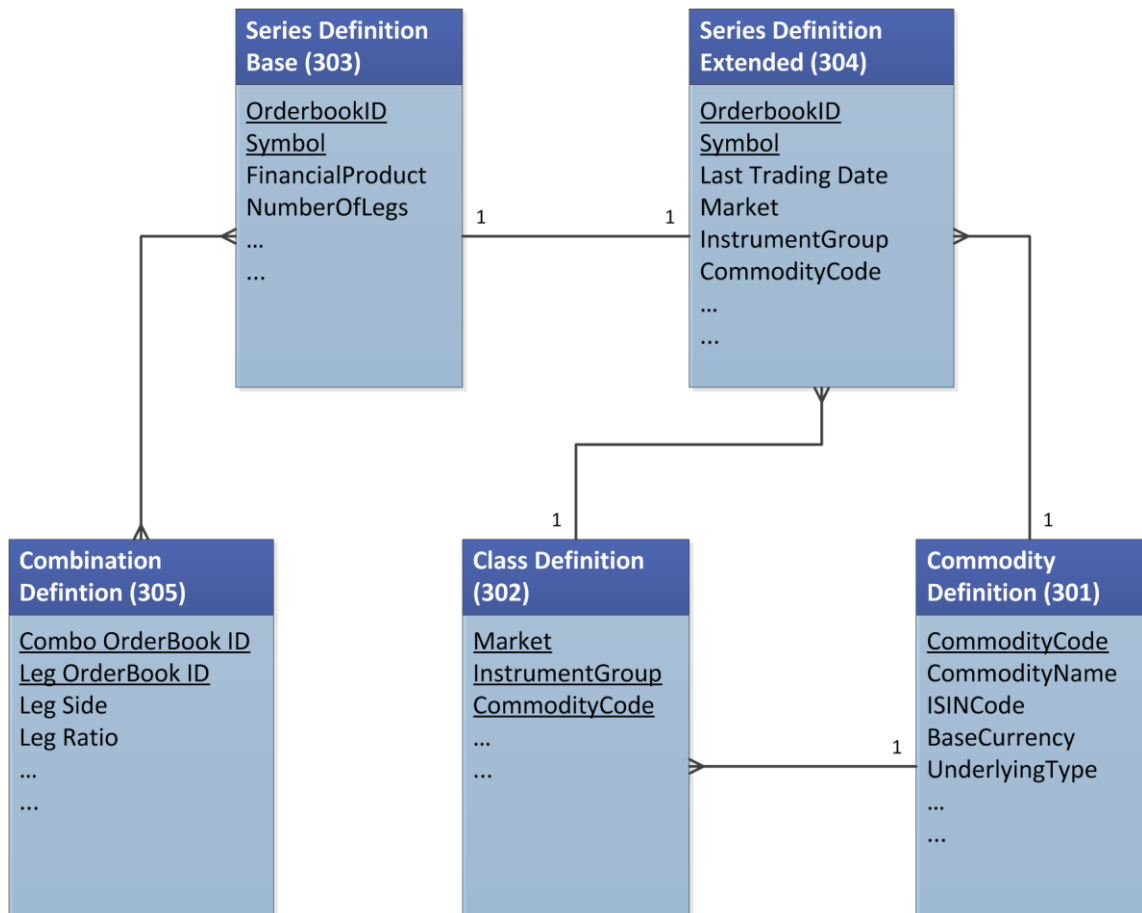 Series Definition
Base (303)
OrderbookID
Symbol
FinancialProduct
NumberOfLegs
...
...
Series Definition
Extended (304)
OrderbookID
Symbol
Last Trading Date
Market
InstrumentGroup
CommodityCode
...
...
1
1
1
1
1
Combination
Defintion (305)
Combo OrderBook ID
Leg OrderBook ID
Leg Side
Leg Ratio
...
...
Class Definition
(302)
Market
InstrumentGroup
CommodityCode
...
...
Commodity
Definition (301)
CommodityCode
CommodityName
ISINCode
BaseCurrency
UnderlyingType
...
...